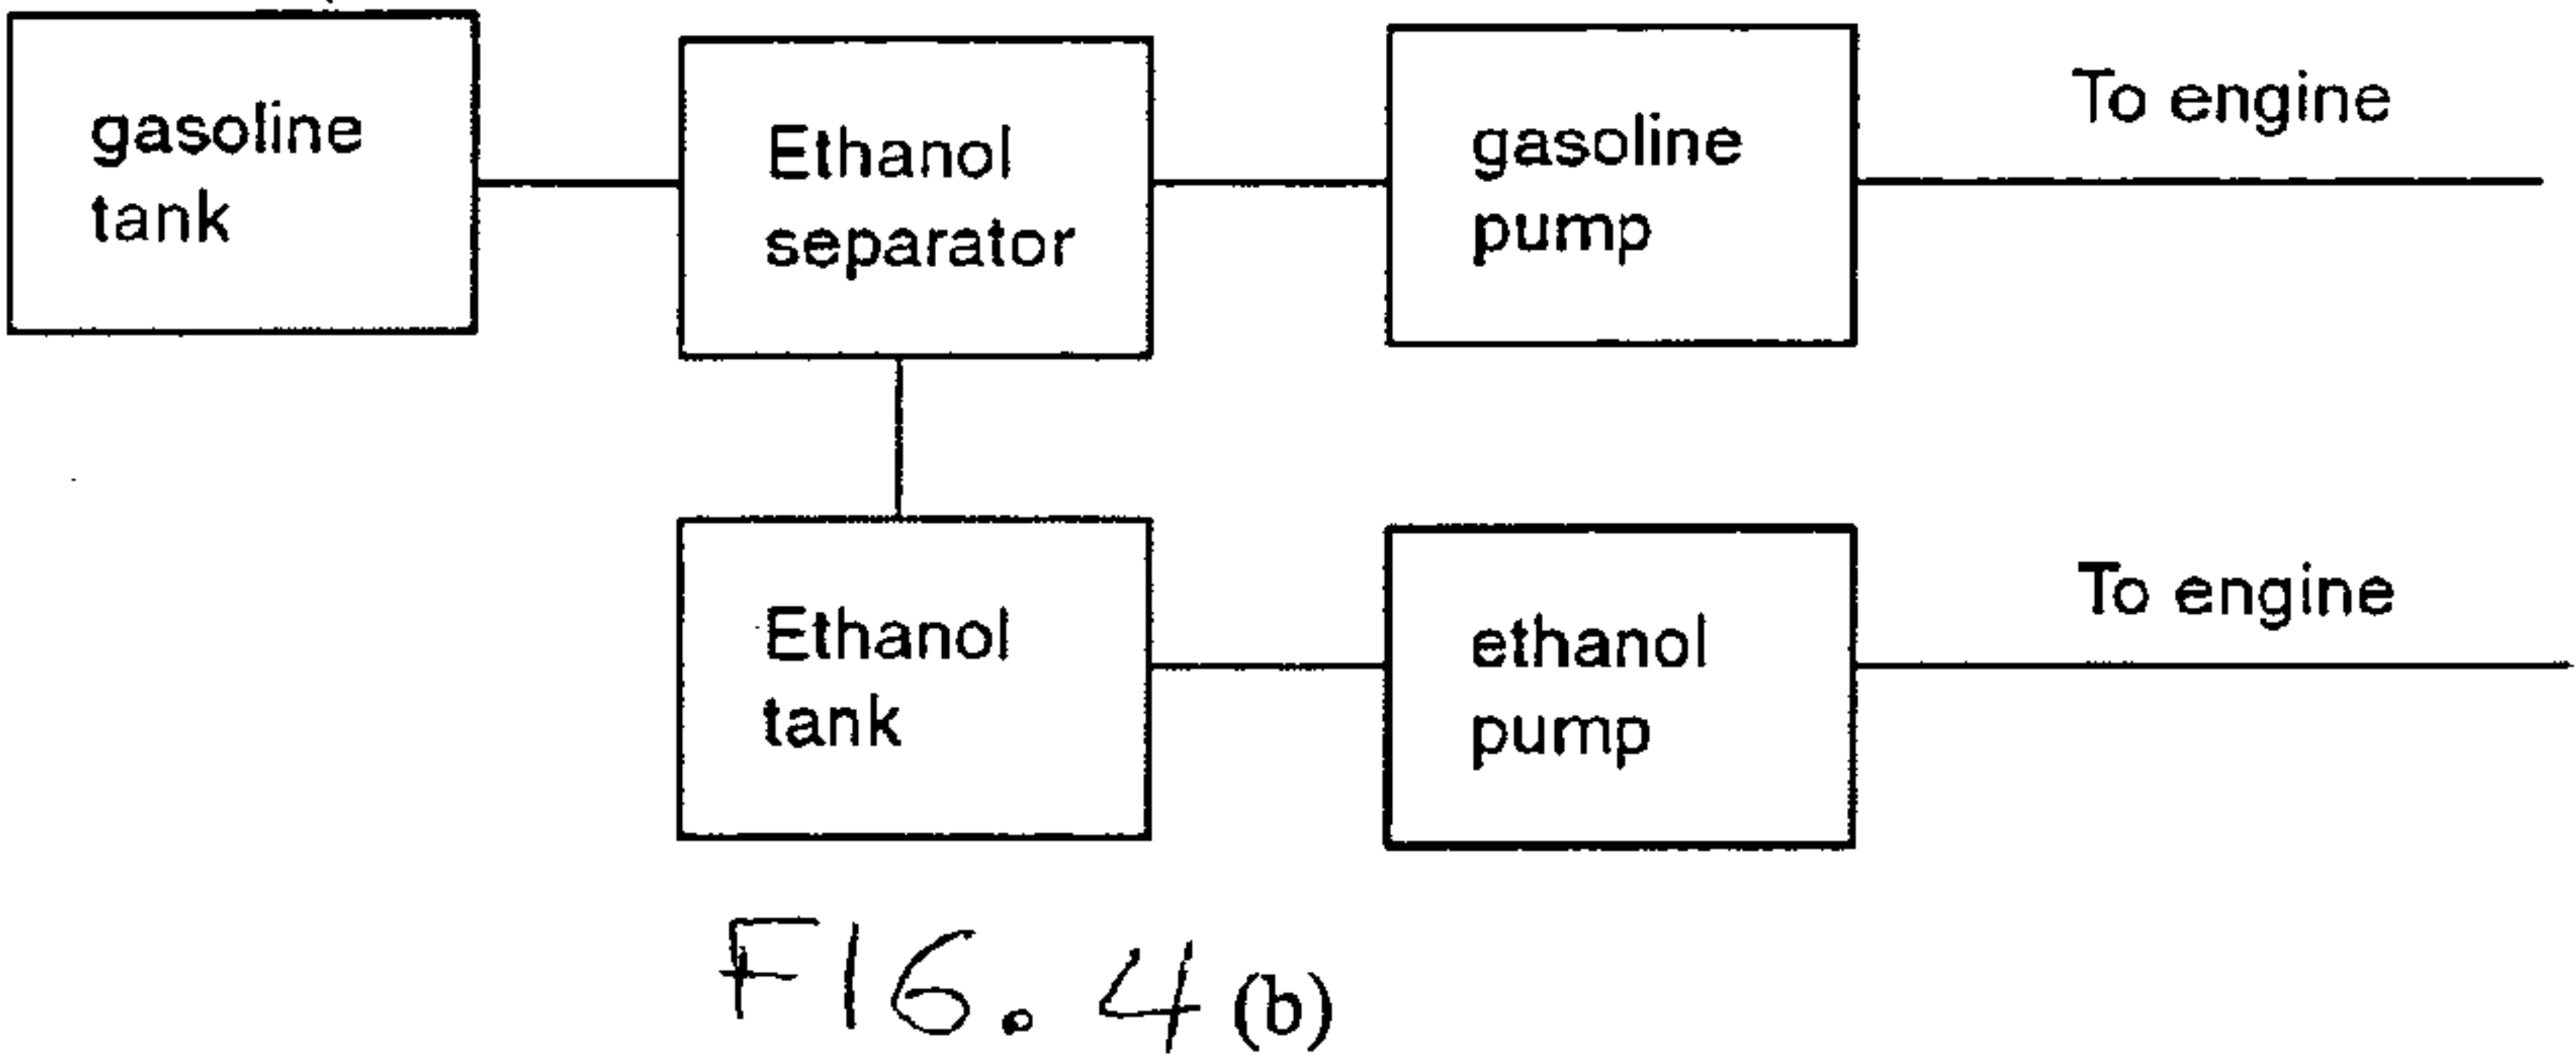 gasoline
tank
Ethanol
separator
gasoline
pump
To engine
Ethanol
tank
ethanol
pump
To engine
FIG. 4 (b)